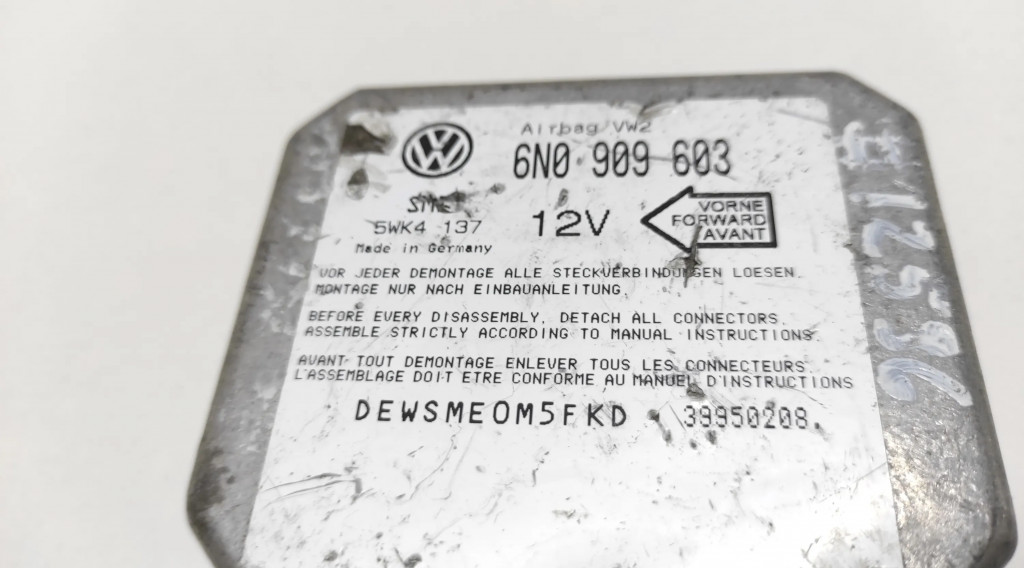 Airbag VW2
6N0 909 603
5WK4 137
12V
VORNE
FORWARD
AVANT
Made in Germany
VOR JEDER DEMONTAGE ALLE STECKVERBINDUNGEN LOESEN.
MONTAGE NUR NACH EINBAUANLEITUNG.
BEFORE EVERY DISASSEMBLY, DETACH ALL CONNECTORS.
ASSEMBLE STRICTLY ACCORDING TO MANUAL INSTRUCTIONS.
AVANT TOUT DEMONTAGE ENLEVER TOUS LES CONNECTEURS.
L'ASSEMBLAGE DOIT ETRE CONFORME AU MANUEL D'INSTRUCTIONS
DEWSMEOM5FKD 39950208.